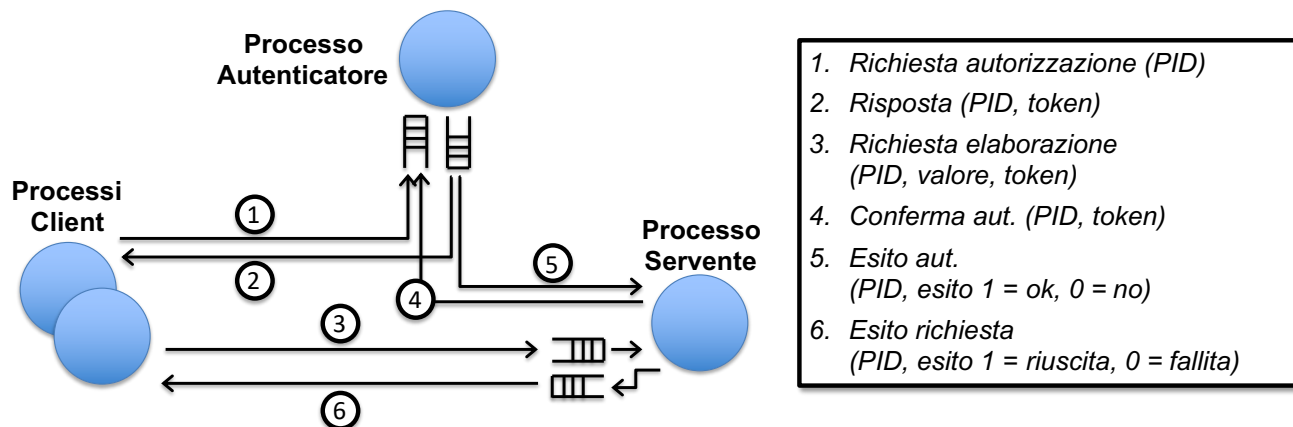 Processo
Autenticatore
Processi
Client
1
2
3
4
5
6
Processo
Servente
1. Richiesta autorizzazione (PID)
2. Risposta (PID, token)
3. Richiesta elaborazione
(PID, valore, token)
4. Conferma aut. (PID, token)
5. Esito aut.
(PID, esito 1 = ok, 0 = no)
6. Esito richiesta
(PID, esito 1 = riuscita, 0 = fallita)